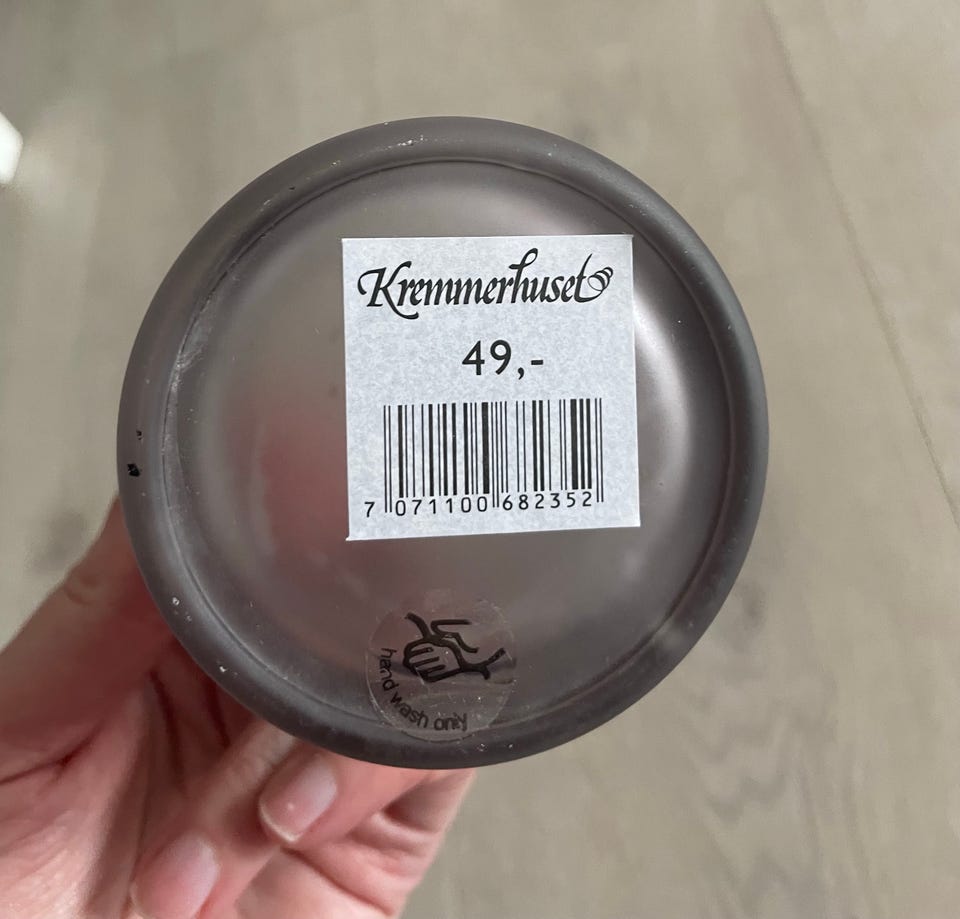 Kremmerhuset
49,-
7 071100 682352
hand wash only